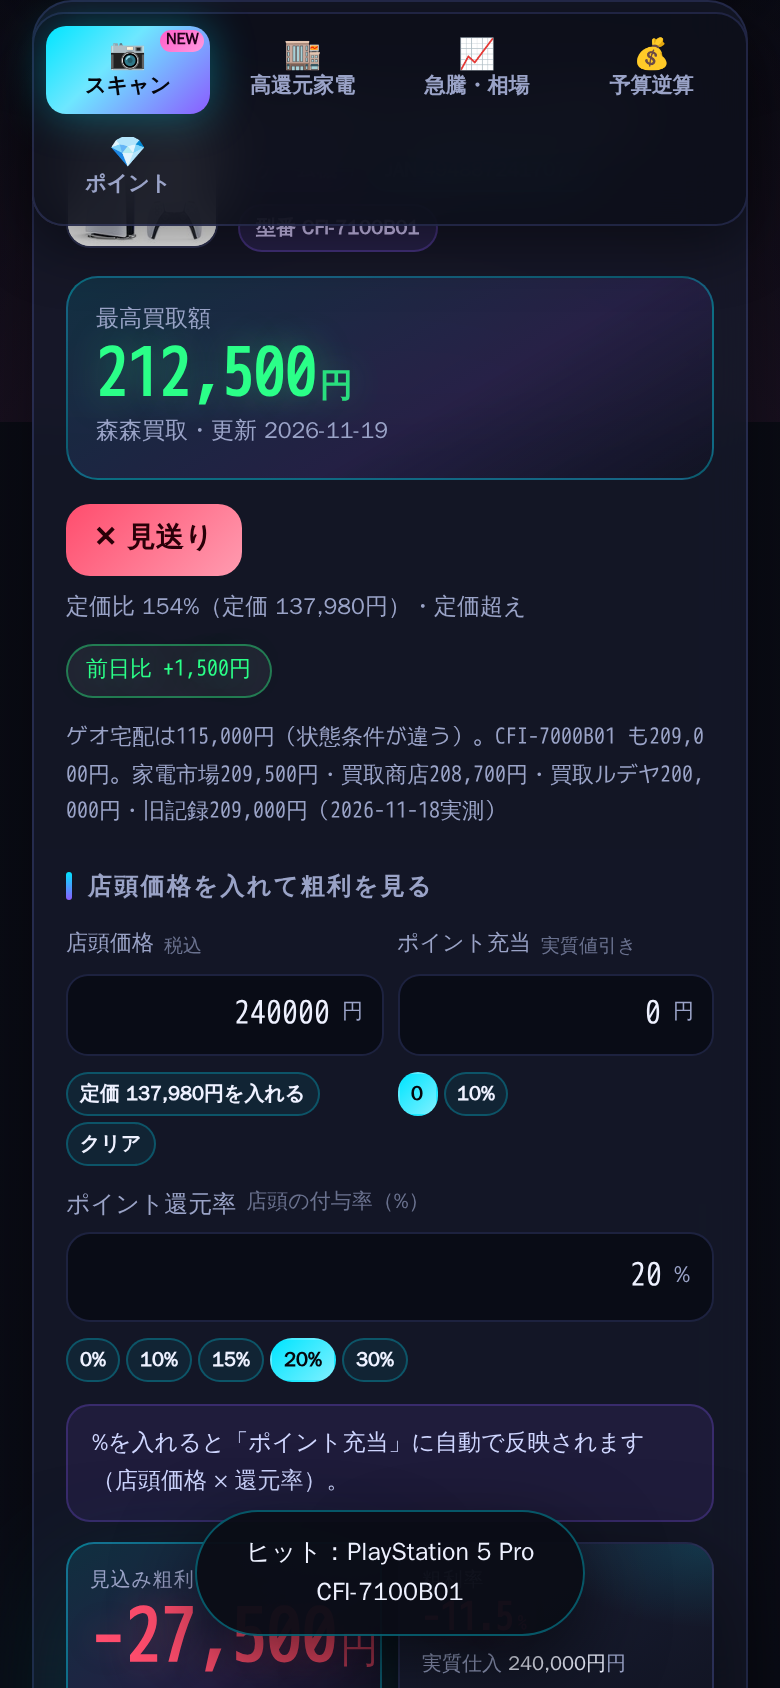 NEW
スキャン
高還元家電
急騰・相場
予算逆算
ポイント
型番 CFI-7100B01
最高買取額
212,500円
森森買取・更新 2026-11-19
✕ 見送り
定価比 154%（定価 137,980円）・定価超え
前日比 +1,500円
ゲオ宅配は115,000円（状態条件が違う）。CFI-7000B01 も209,0
00円。家電市場209,500円・買取商店208,700円・買取ルデヤ200,
000円・旧記録209,000円（2026-11-18実測）
店頭価格を入れて粗利を見る
店頭価格 税込
ポイント充当 実質値引き
240000 円
0 円
定価 137,980円を入れる
0
10%
クリア
ポイント還元率 店頭の付与率（%）
20 %
0%
10%
15%
20%
30%
%を入れると「ポイント充当」に自動で反映されます
（店頭価格 × 還元率）。
ヒット：PlayStation 5 Pro
CFI-7100B01
見込み粗利
-27,500円
-11.5
実質仕入 240,000円円